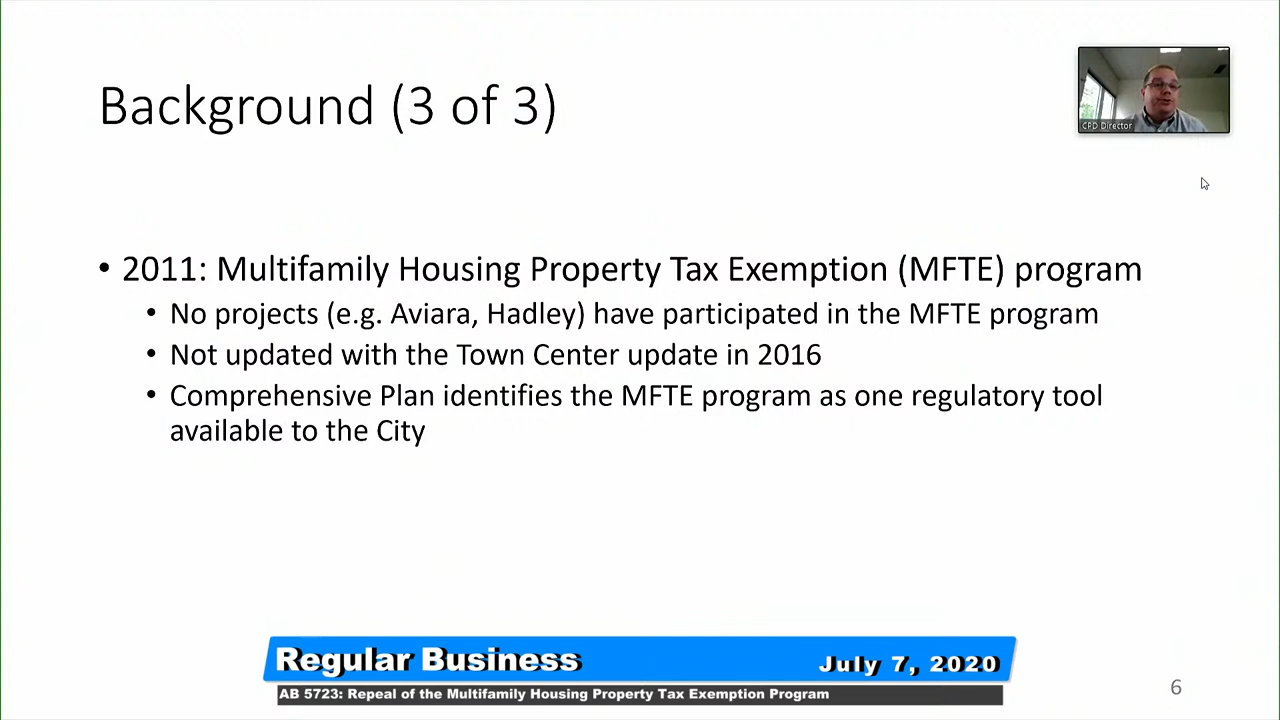 Background (3 of 3)
CPD Director
• 2011: Multifamily Housing Property Tax Exemption (MFTE) program
• No projects (e.g. Aviara, Hadley) have participated in the MFTE program
• Not updated with the Town Center update in 2016
• Comprehensive Plan identifies the MFTE program as one regulatory tool
available to the City
Regular Business July 7, 2020
AB 5723: Repeal of the Multifamily Housing Property Tax Exemption Program
6